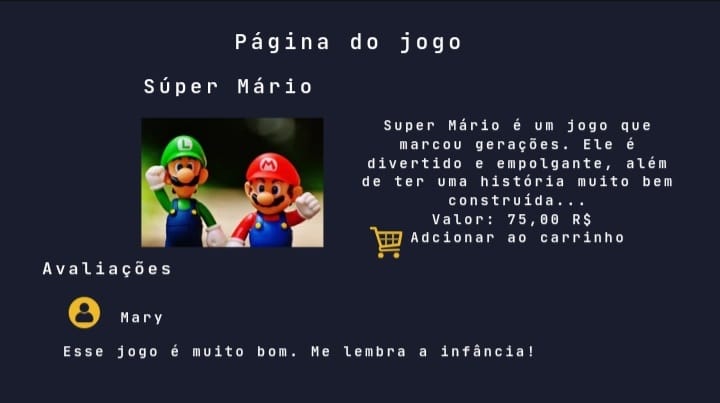 Página do jogo
Súper Mário
L
M
Super Mário é um jogo que
marcou gerações. Ele é
divertido e empolgante, além
de ter uma história muito bem
construída...
Valor: 75,00 R$
Adcionar ao carrinho
Avaliações
Mary
Esse jogo é muito bom. Me lembra a infância!